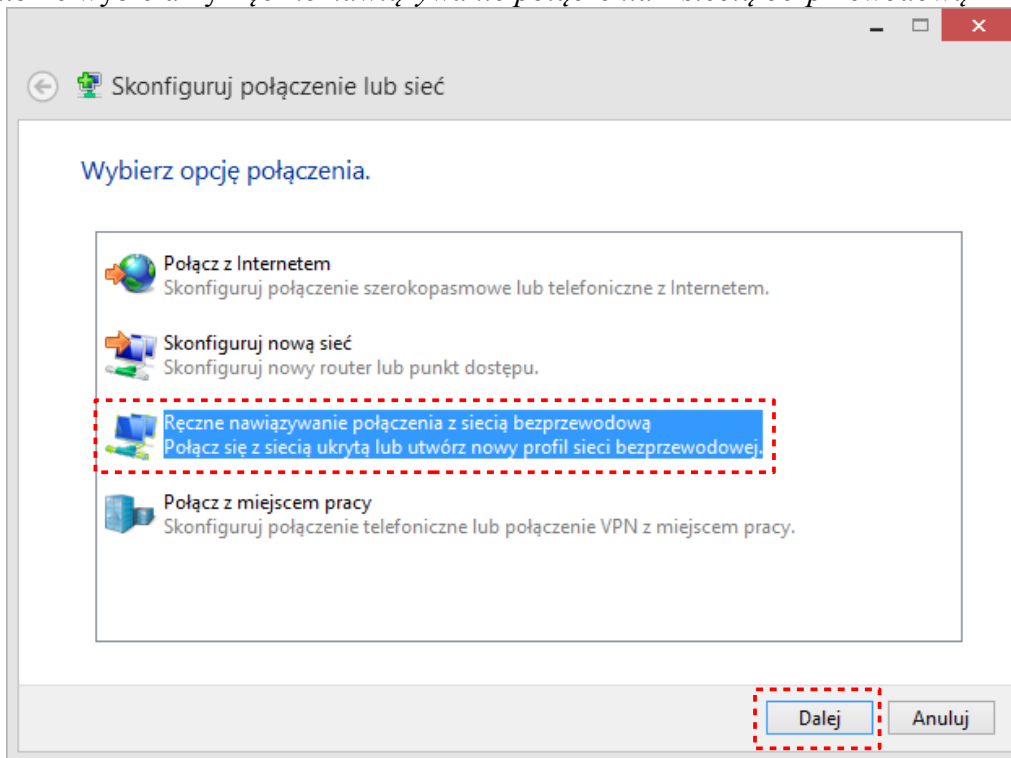 Skonfiguruj połączenie lub sieć
Wybierz opcję połączenia.
Połącz z Internetem
Skonfiguruj połączenie szerokopasmowe lub telefoniczne z Internetem.
Skonfiguruj nową sieć
Skonfiguruj nowy router lub punkt dostępu.
Ręczne nawiązywanie połączenia z siecią bezprzewodową
Połącz się z siecią ukrytą lub utwórz nowy profil sieci bezprzewodowej.
Połącz z miejscem pracy
Skonfiguruj połączenie telefoniczne lub połączenie VPN z miejscem pracy.
Dalej Anuluj